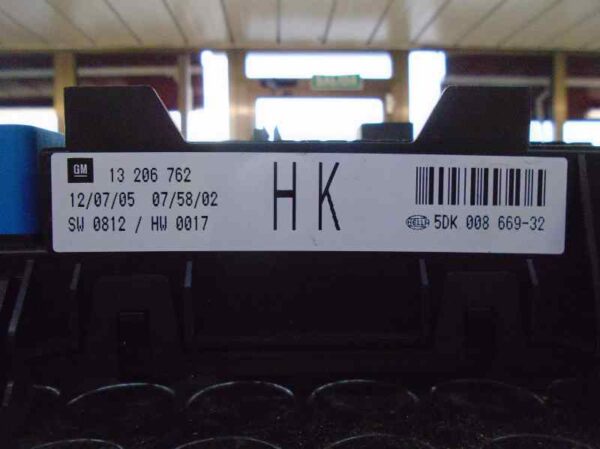 GM 13 206 762
12/07/05 07/58/02
SW 0812 / HW 0017
HK
HELLA 5DK 008 669-32